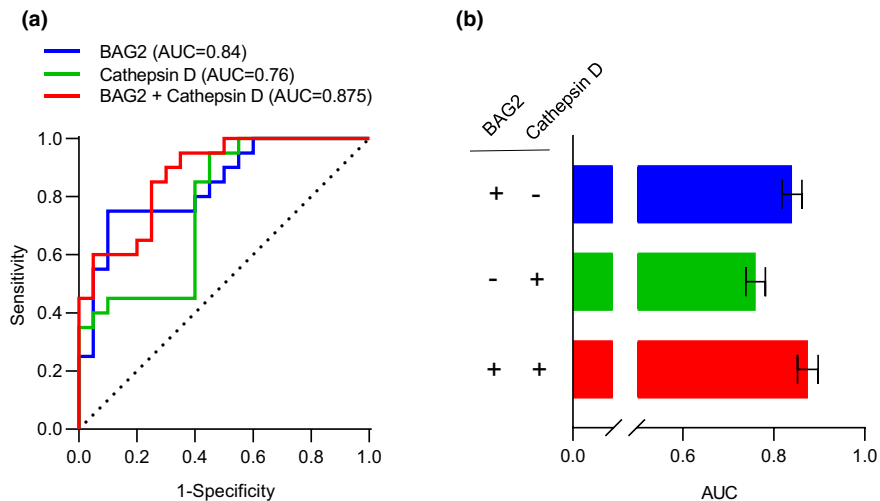 (a)
BAG2 (AUC=0.84)
Cathepsin D (AUC=0.76)
BAG2 + Cathepsin D (AUC=0.875)
1.0
0.8
0.6
0.4
0.2
0.0
Sensitivity
0.0 0.2 0.4 0.6 0.8 1.0
1-Specificity
(b)
BAG2
Cathepsin D
+ -
- +
+ +
0.0 0.6 0.8 1.0
AUC